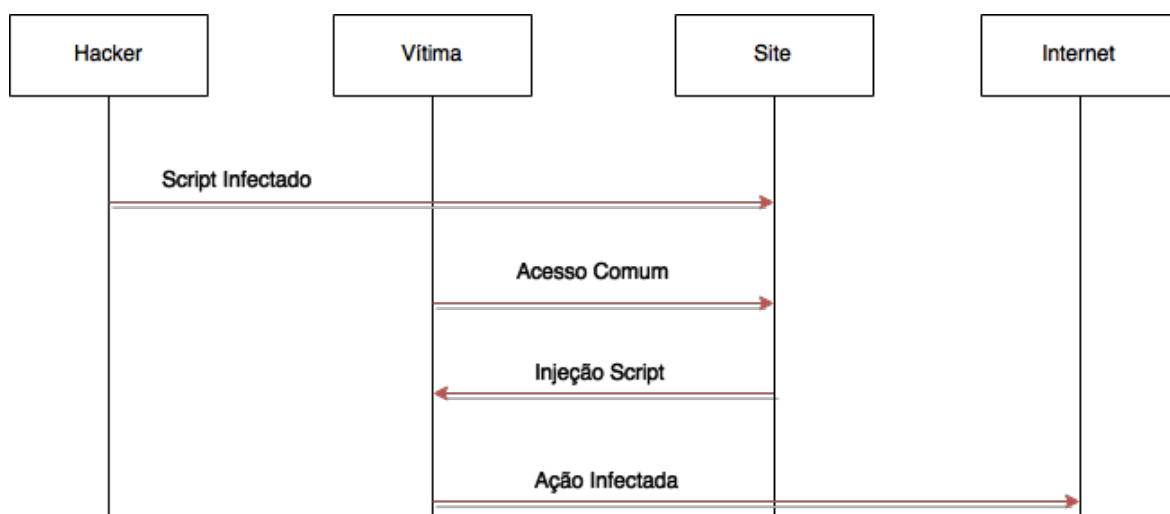 Hacker
Vítima
Site
Internet
Script Infectado
Acesso Comum
Injeção Script
Ação Infectada